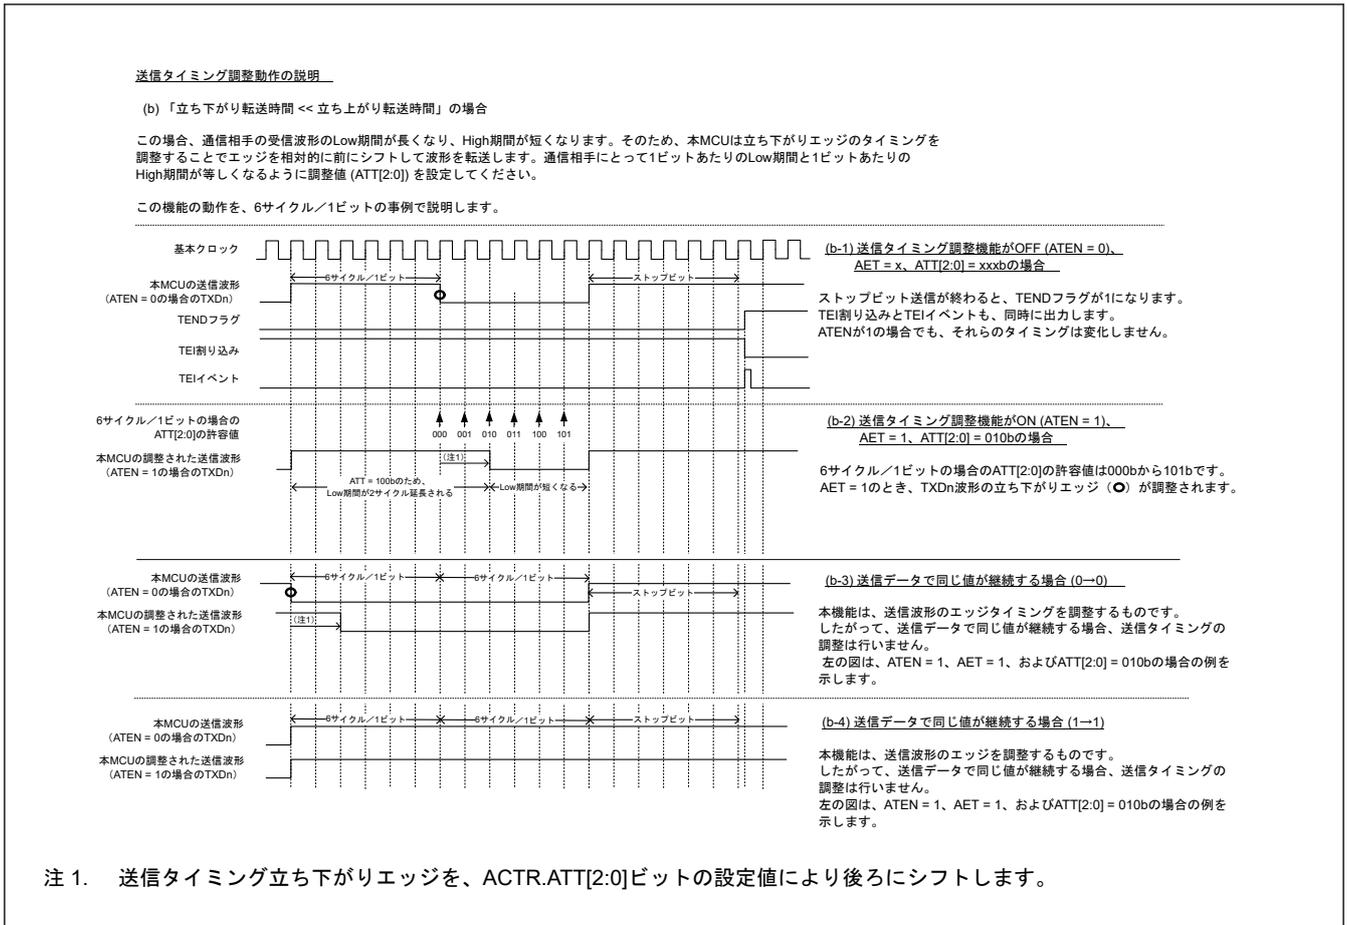 送信タイミング調整動作の説明
(b) 「立ち下がり転送時間 << 立ち上がり転送時間」の場合
この場合、通信相手の受信波形のLow期間が長くなり、High期間が短くなります。そのため、本MCUは立ち下がりエッジのタイミングを
調整することでエッジを相対的に前にシフトして波形を転送します。通信相手にとって1ビットあたりのLow期間と1ビットあたりの
High期間が等しくなるように調整値 (ATT[2:0]) を設定してください。
この機能の動作を、6サイクル／1ビットの事例で説明します。
基本クロック
6サイクル／1ビット
ストップビット
本MCUの送信波形
（ATEN = 0の場合のTXDn）
TENDフラグ
TEI割り込み
TEIイベント
(b-1) 送信タイミング調整機能がOFF (ATEN = 0)、
AET = x、ATT[2:0] = xxxbの場合
ストップビット送信が終わると、TENDフラグが1になります。
TEI割り込みとTEIイベントも、同時に出力します。
ATENが1の場合でも、それらのタイミングは変化しません。
6サイクル／1ビットの場合の
ATT[2:0]の許容値
000 001 010 011 100 101
本MCUの調整された送信波形
（ATEN = 1の場合のTXDn）
（注1）
ATT = 100bのため、
Low期間が2サイクル延長される
Low期間が短くなる
(b-2) 送信タイミング調整機能がON (ATEN = 1)、
AET = 1、ATT[2:0] = 010bの場合
6サイクル／1ビットの場合のATT[2:0]の許容値は000bから101bです。
AET = 1のとき、TXDn波形の立ち下がりエッジ（O）が調整されます。
本MCUの送信波形
（ATEN = 0の場合のTXDn）
6サイクル／1ビット
6サイクル／1ビット
ストップビット
本MCUの調整された送信波形
（ATEN = 1の場合のTXDn）
（注1）
(b-3) 送信データで同じ値が継続する場合 (0→0)
本機能は、送信波形のエッジタイミングを調整するものです。
したがって、送信データで同じ値が継続する場合、送信タイミングの
調整は行いません。
左の図は、ATEN = 1、AET = 1、およびATT[2:0] = 010bの場合の例を
示します。
本MCUの送信波形
（ATEN = 0の場合のTXDn）
6サイクル／1ビット
6サイクル／1ビット
ストップビット
本MCUの調整された送信波形
（ATEN = 1の場合のTXDn）
(b-4) 送信データで同じ値が継続する場合 (1→1)
本機能は、送信波形のエッジを調整するものです。
したがって、送信データで同じ値が継続する場合、送信タイミングの
調整は行いません。
左の図は、ATEN = 1、AET = 1、およびATT[2:0] = 010bの場合の例を
示します。
注 1. 送信タイミング立ち下がりエッジを、ACTR.ATT[2:0]ビットの設定値により後ろにシフトします。